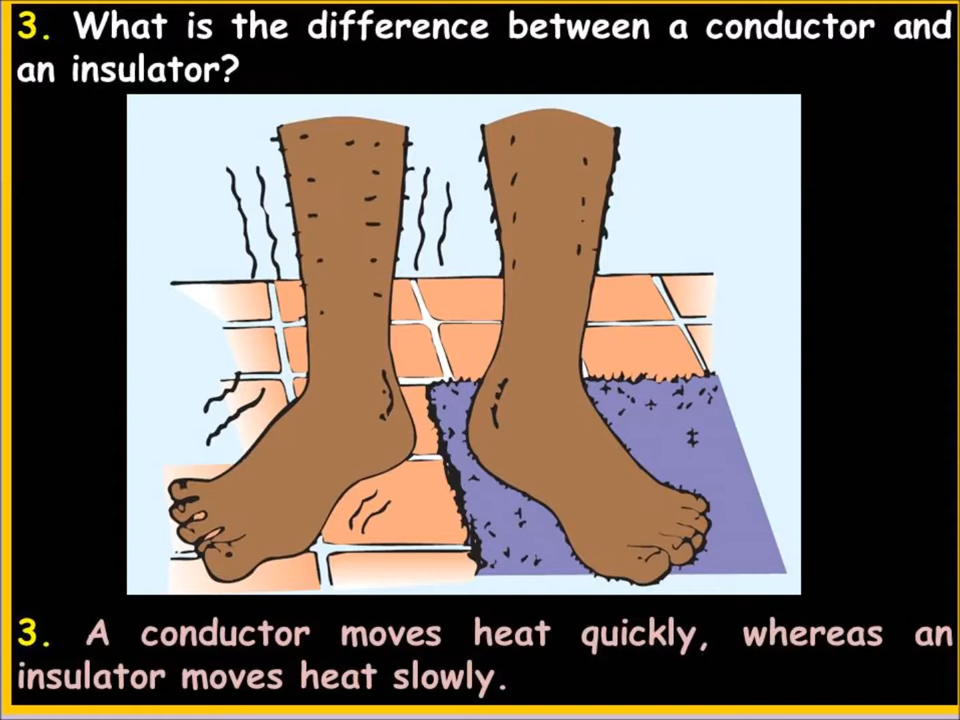 3. What is the difference between a conductor and
an insulator?
3. A conductor moves heat quickly, whereas an
insulator moves heat slowly.